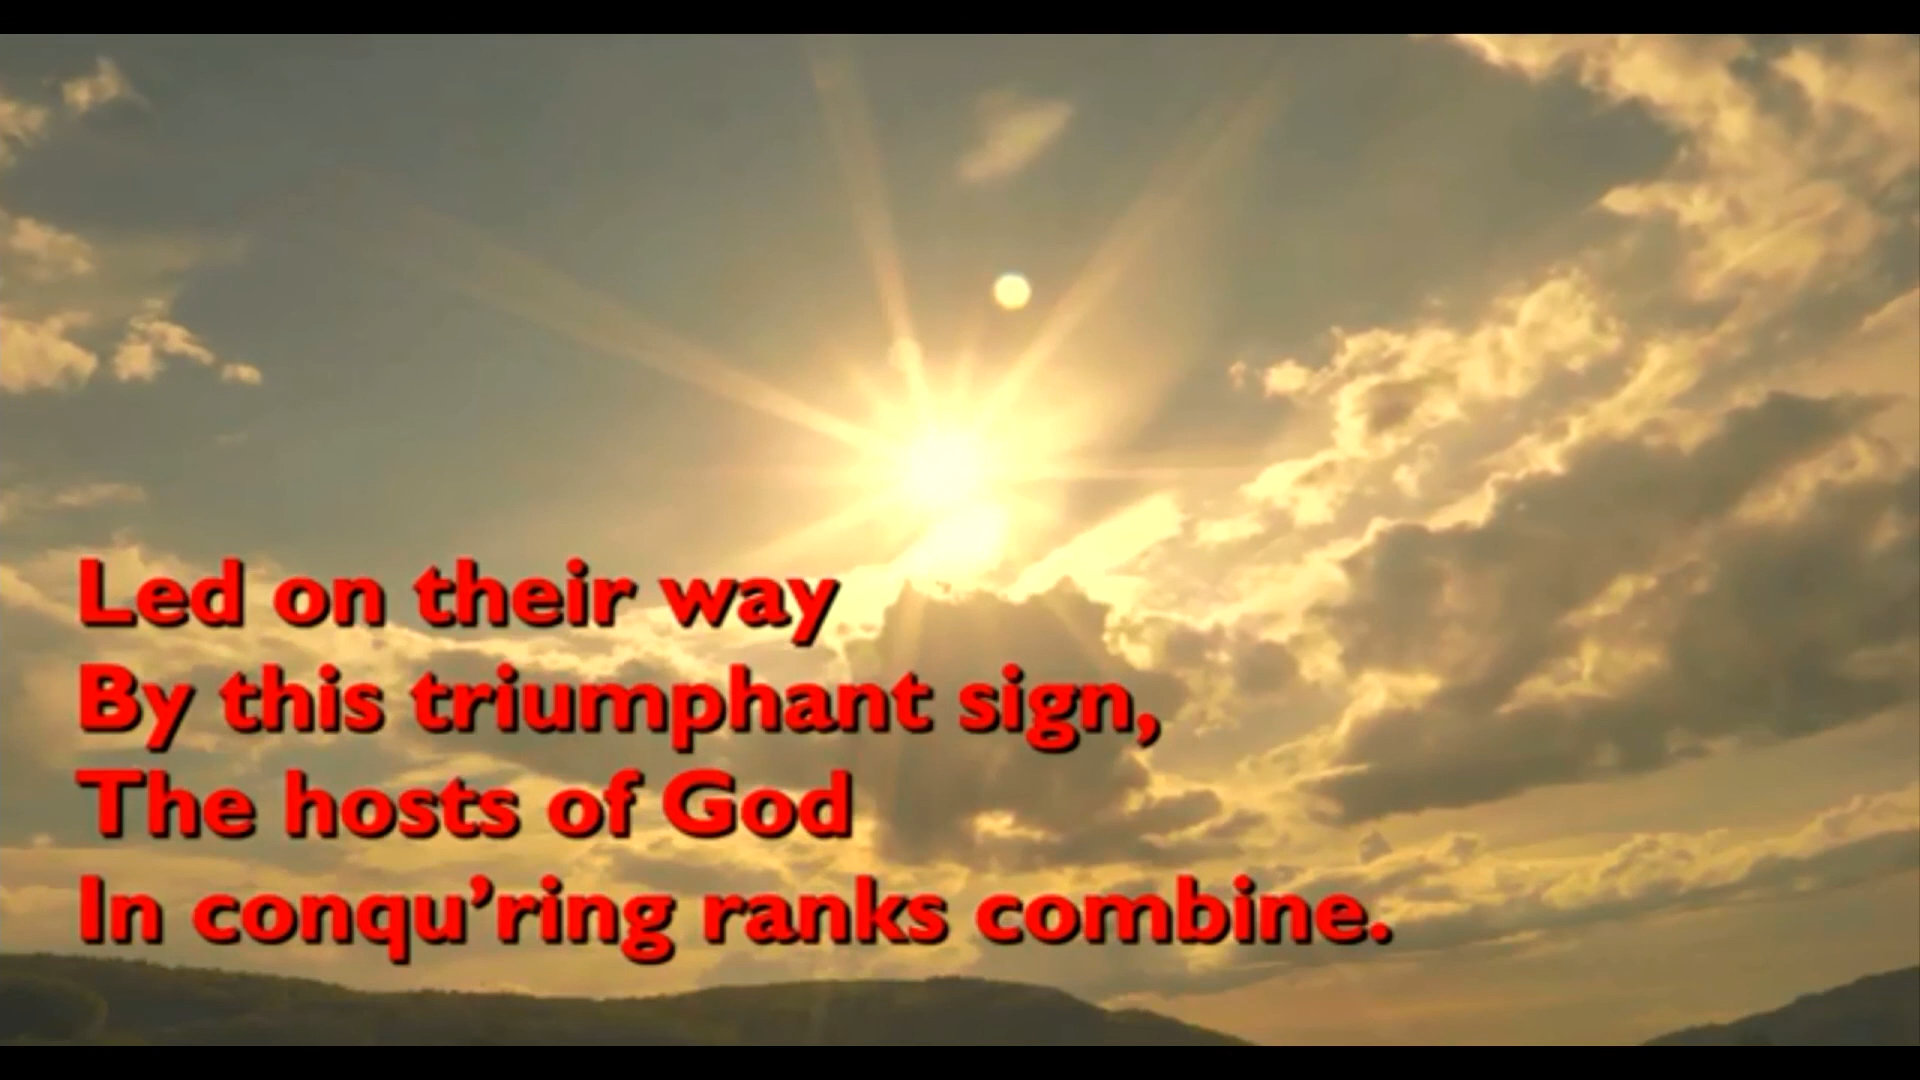 Led on their way
By this triumphant sign,
The hosts of God
In conqu’ring ranks combine.